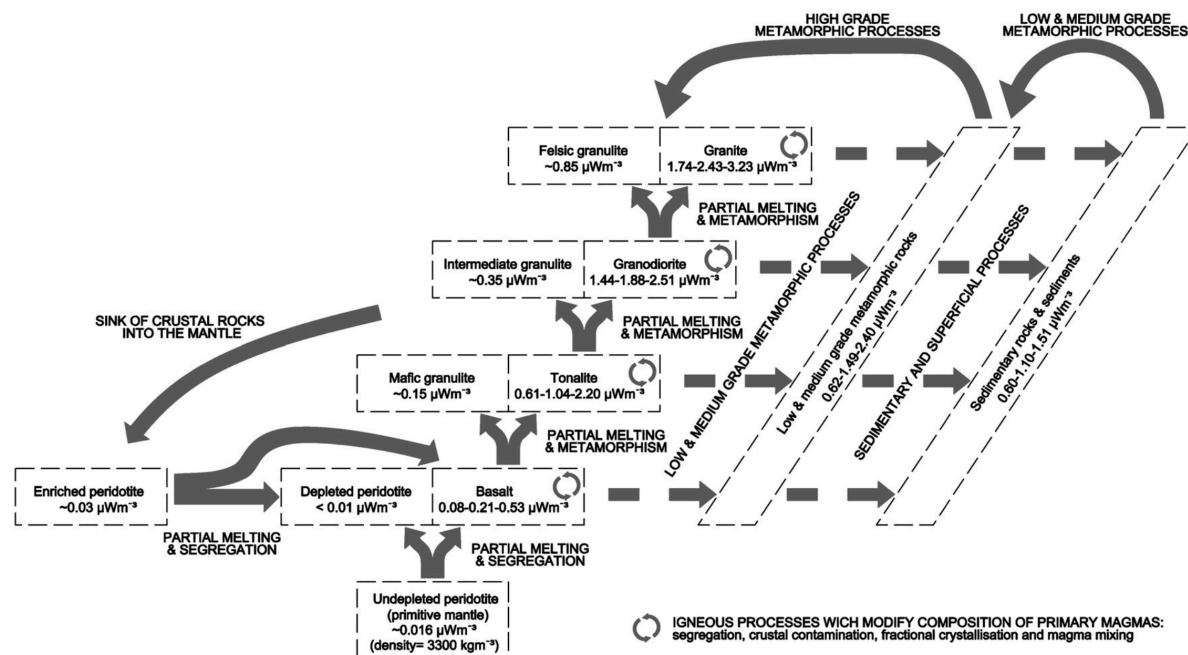 HIGH GRADE
METAMORPHIC PROCESSES
LOW & MEDIUM GRADE
METAMORPHIC PROCESSES
Felsic granulite
~0.85 µWm⁻³
Granite
1.74-2.43-3.23 µWm⁻³
PARTIAL MELTING
& METAMORPHISM
Intermediate granulite
~0.35 µWm⁻³
Granodiorite
1.44-1.88-2.51 µWm⁻³
SINK OF CRUSTAL ROCKS
INTO THE MANTLE
PARTIAL MELTING
& METAMORPHISM
Mafic granulite
~0.15 µWm⁻³
Tonalite
0.61-1.04-2.20 µWm⁻³
PARTIAL MELTING
& METAMORPHISM
LOW & MEDIUM GRADE METAMORPHIC PROCESSES
Low & medium grade metamorphic rocks
0.62-1.49-2.40 µWm⁻³
SEDIMENTARY AND SUPERFICIAL PROCESSES
Sedimentary rocks & sediments
0.60-1.10-1.51 µWm⁻³
Enriched peridotite
~0.03 µWm⁻³
Depleted peridotite
< 0.01 µWm⁻³
Basalt
0.08-0.21-0.53 µWm⁻³
PARTIAL MELTING
& SEGREGATION
PARTIAL MELTING
& SEGREGATION
Undepleted peridotite
(primitive mantle)
~0.016 µWm⁻³
(density= 3300 kgm⁻³)
IGNEOUS PROCESSES WICH MODIFY COMPOSITION OF PRIMARY MAGMAS:
segregation, crustal contamination, fractional crystallisation and magma mixing